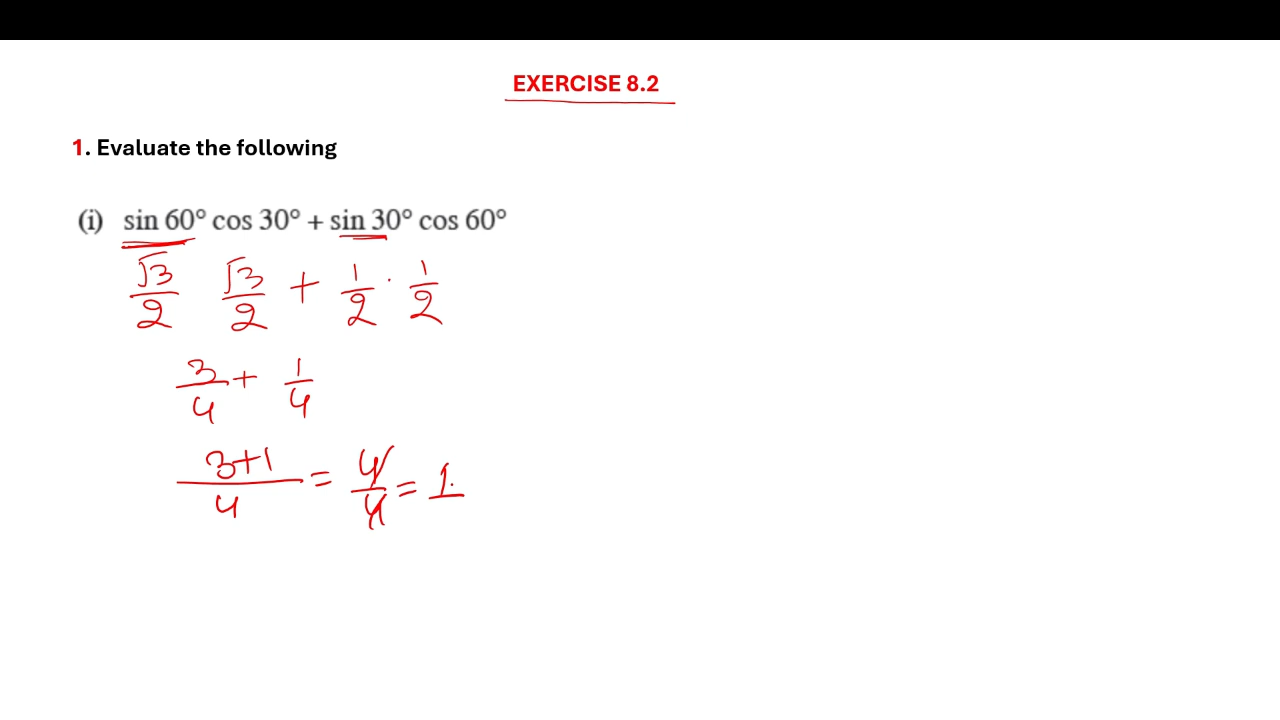 EXERCISE 8.2
1. Evaluate the following
(i) sin 60° cos 30° + sin 30° cos 60°
√3/2 √3/2 + 1/2 · 1/2
3/4 + 1/4
3+1/4 = 4/4 = 1.